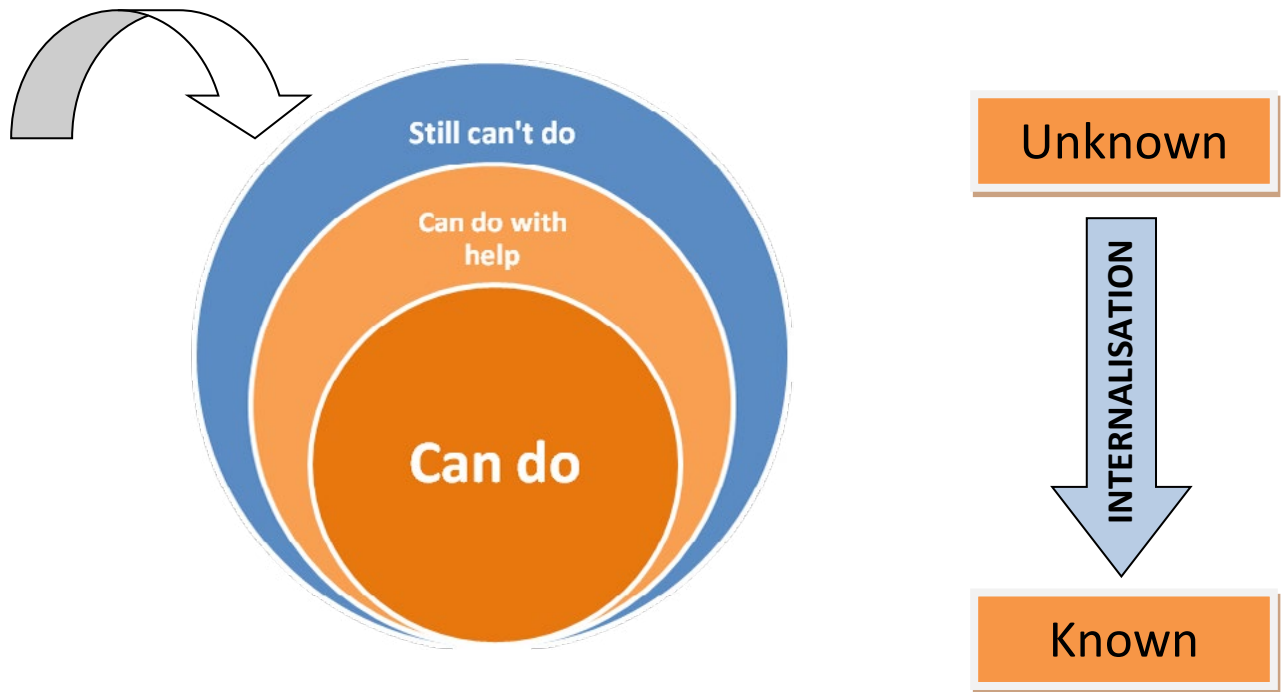 Still can't do
Can do with
help
Can do
Unknown
INTERNALISATION
Known